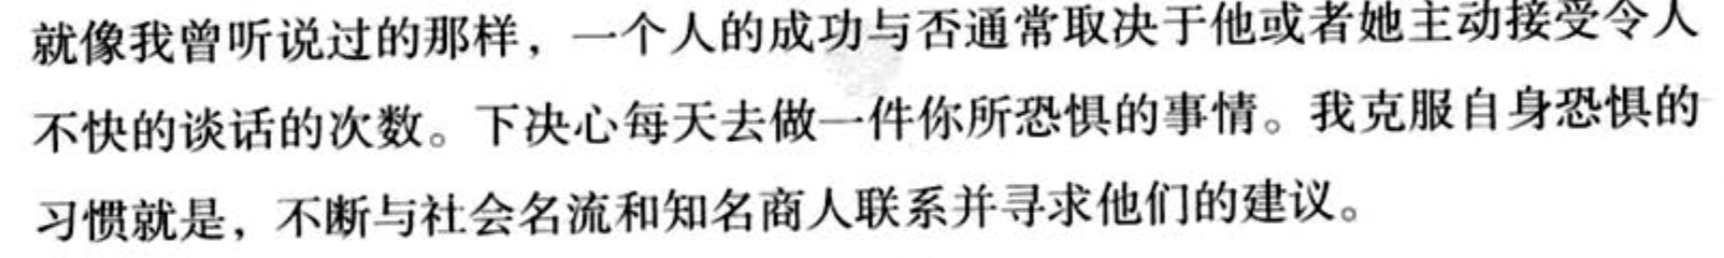 就像我曾听说过的那样，一个人的成功与否通常取决于他或者她主动接受令人
不快的谈话的次数。下决心每天去做一件你所恐惧的事情。我克服自身恐惧的
习惯就是，不断与社会名流和知名商人联系并寻求他们的建议。